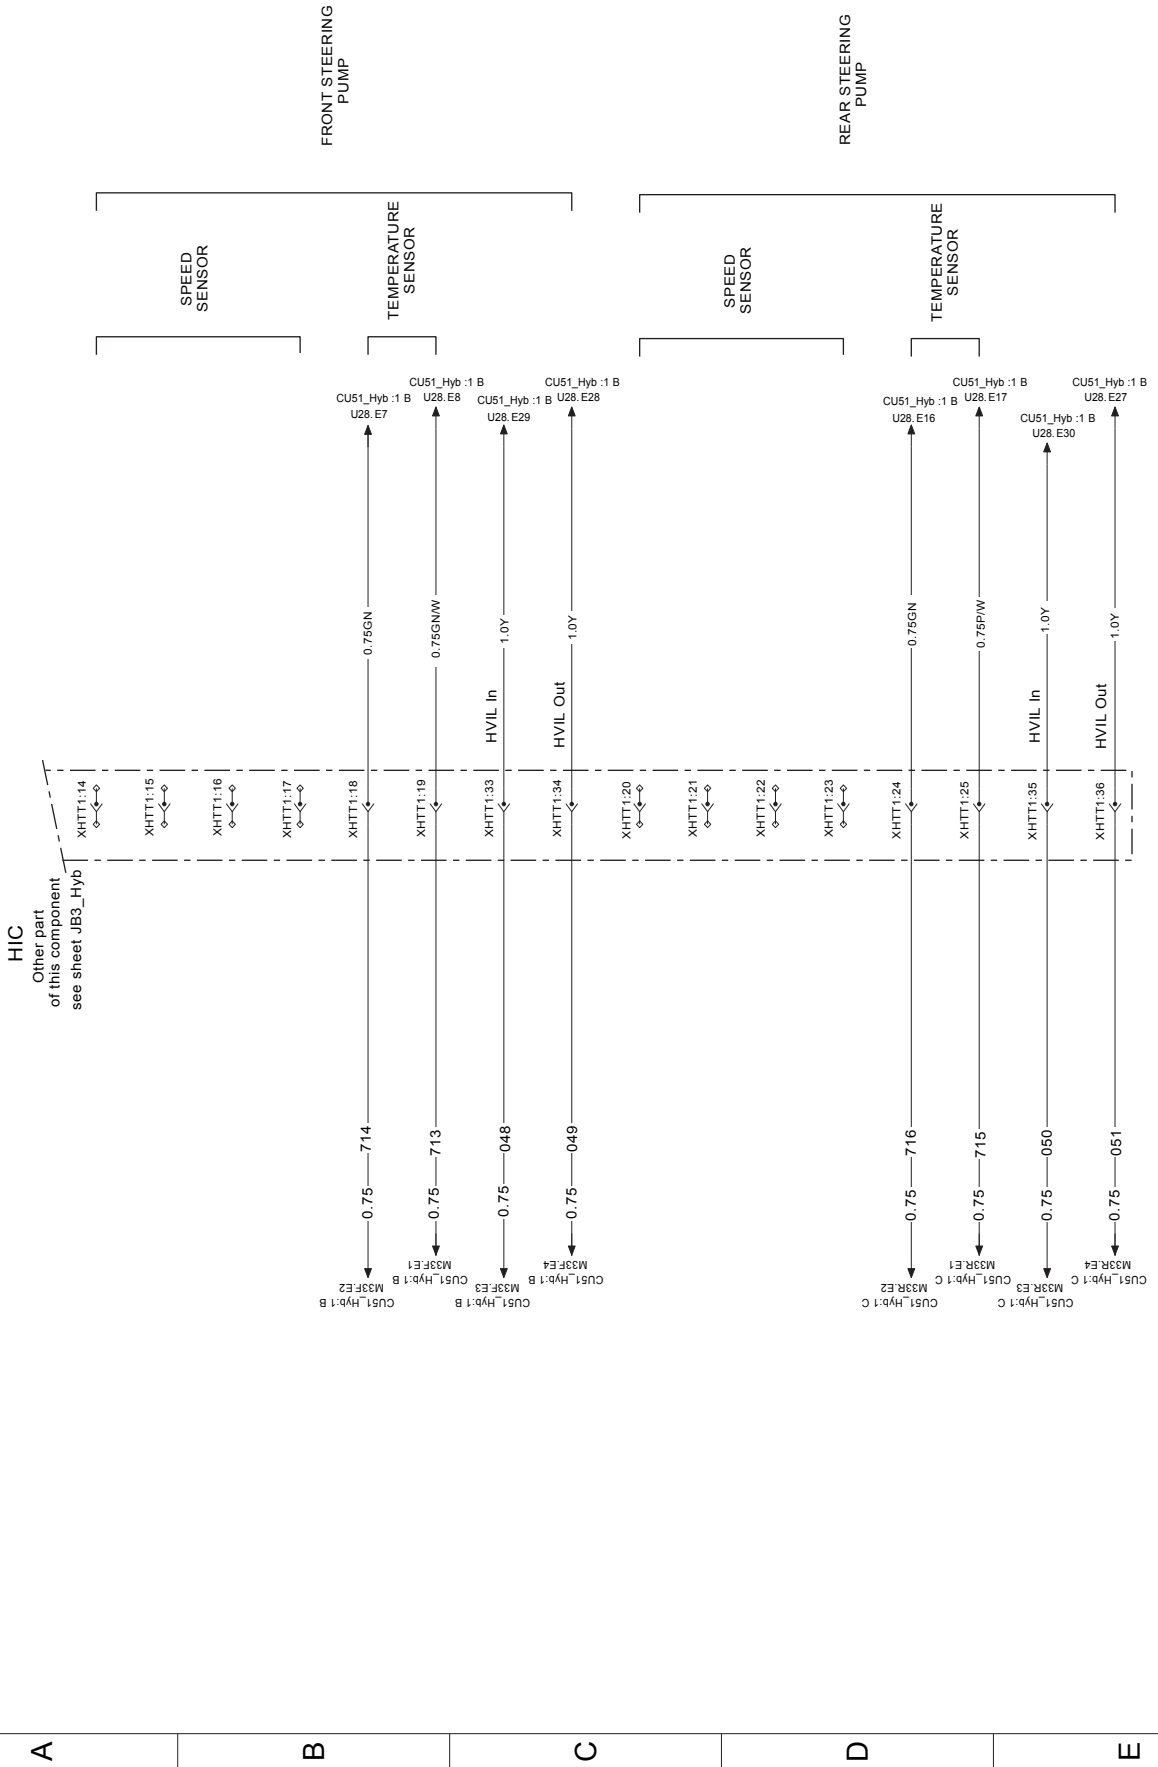 FRONT STEERING
PUMP
REAR STEERING
PUMP
SPEED
SENSOR
TEMPERATURE
SENSOR
SPEED
SENSOR
TEMPERATURE
SENSOR
CU51_Hyb :1 B
U28. E7
CU51_Hyb :1 B
U28. E8
CU51_Hyb :1 B
U28. E29
CU51_Hyb :1 B
U28. E28
CU51_Hyb :1 B
U28. E16
CU51_Hyb :1 B
U28. E17
CU51_Hyb :1 B
U28. E30
CU51_Hyb :1 B
U28. E27
0.75GN
0.75GN/W
1.0Y
1.0Y
0.75GN
0.75P/W
1.0Y
1.0Y
HVIL In
HVIL Out
HVIL In
HVIL Out
XHTT1:14
XHTT1:15
XHTT1:16
XHTT1:17
XHTT1:18
XHTT1:19
XHTT1:33
XHTT1:34
XHTT1:20
XHTT1:21
XHTT1:22
XHTT1:23
XHTT1:24
XHTT1:25
XHTT1:35
XHTT1:36
HIC
Other part
of this component
see sheet JB3_Hyb
714
713
048
049
716
715
050
051
0.75
0.75
0.75
0.75
0.75
0.75
0.75
0.75
M33F.E2
CU51_Hyb:1 B
M33F.E1
CU51_Hyb:1 B
M33F.E3
CU51_Hyb:1 B
M33F.E4
CU51_Hyb:1 B
M33R.E2
CU51_Hyb:1 C
M33R.E1
CU51_Hyb:1 C
M33R.E3
CU51_Hyb:1 C
M33R.E4
CU51_Hyb:1 C
A
B
C
D
E